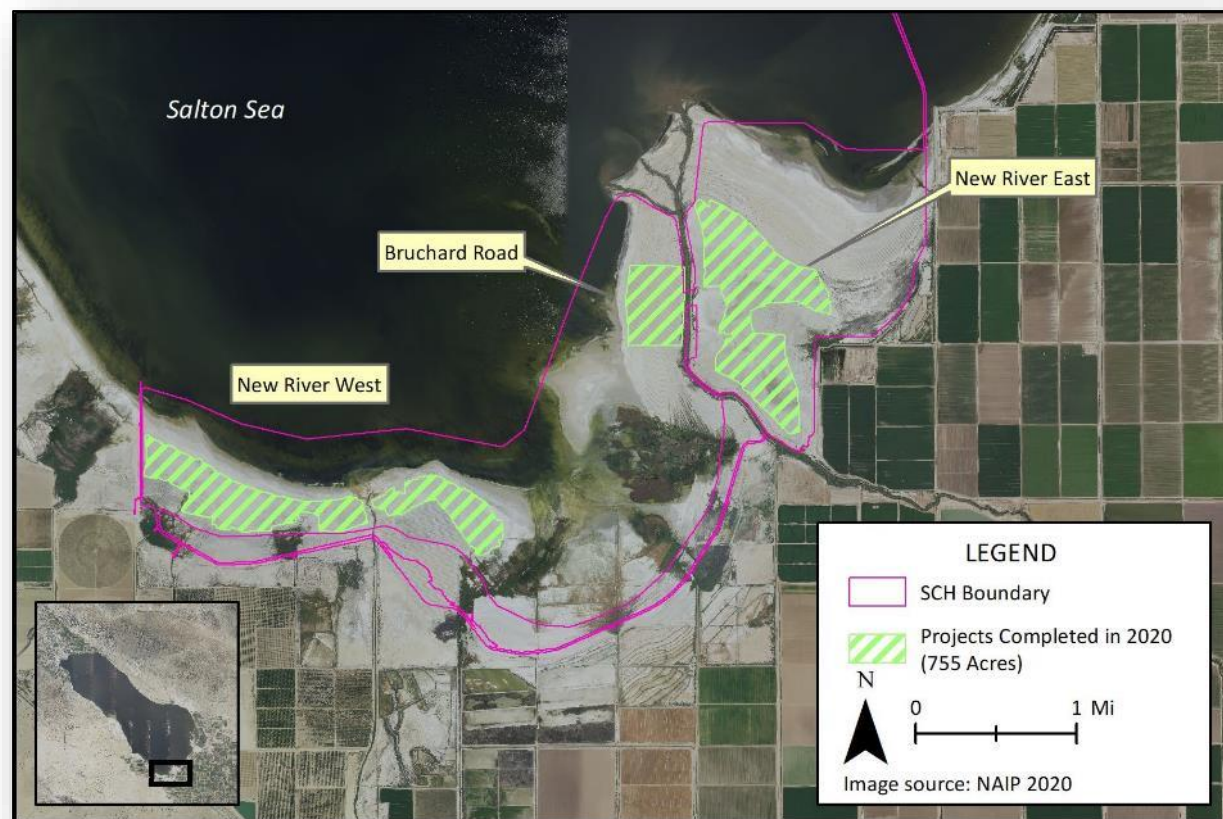 Salton Sea
New River East
Bruchard Road
New River West
LEGEND
SCH Boundary
Projects Completed in 2020
(755 Acres)
N
0 1 Mi
Image source: NAIP 2020